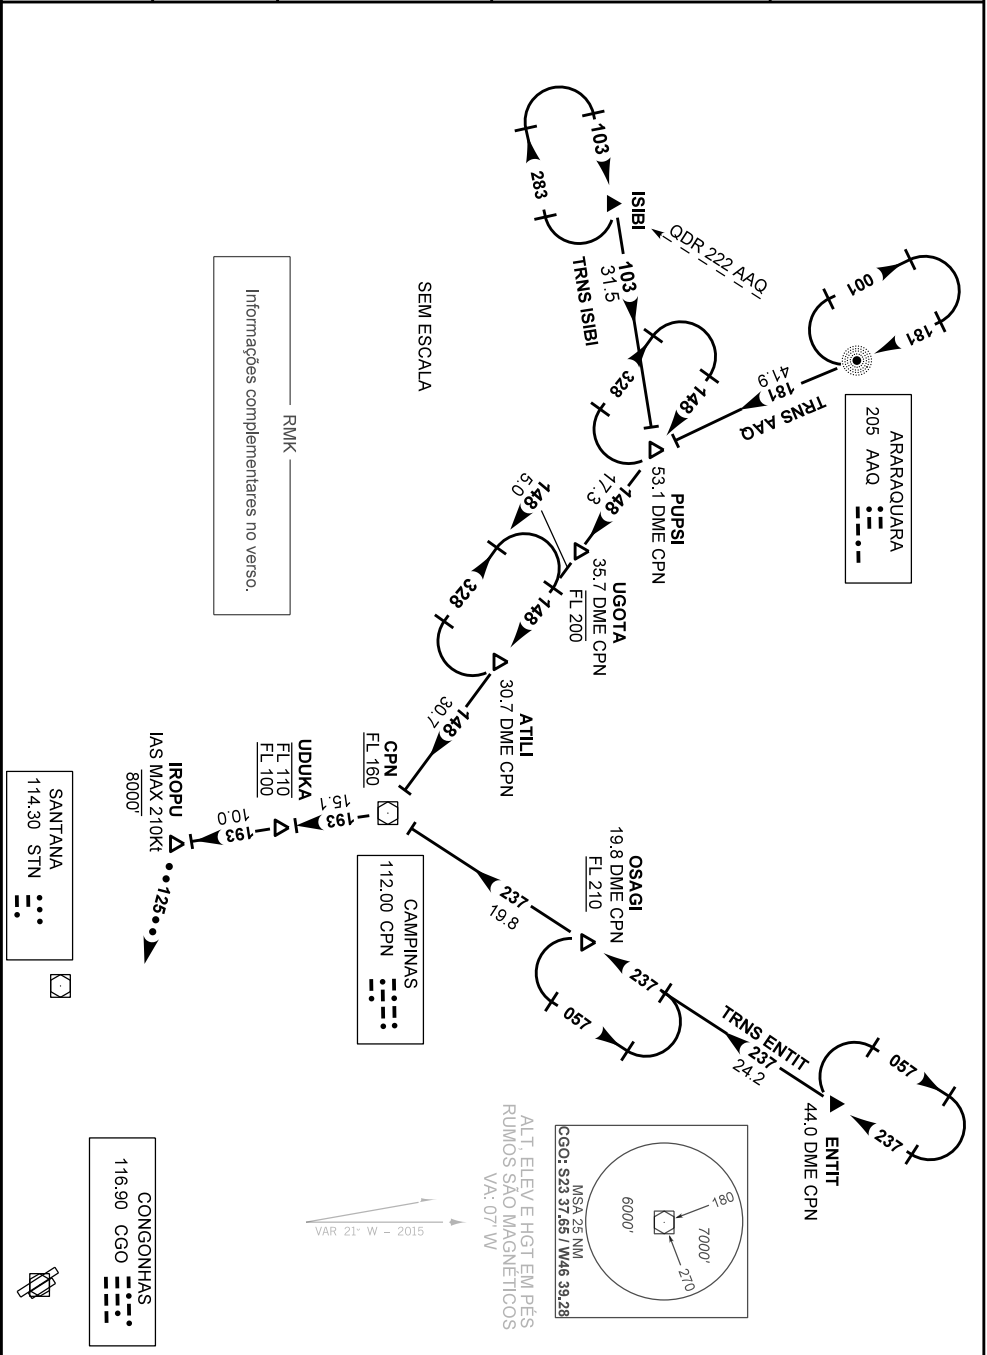 ISIBI
103
283
QDR 222 AAQ
103
31.5
TRNS ISIBI
001
181
181
41.9
TRNS AAQ
ARARAQUARA
205 AAQ
328
148
PUPSI
53.1 DME CPN
148
17.3
UGOTA
35.7 DME CPN
FL 200
148
5.0
148
328
ATILI
30.7 DME CPN
148
30.7
CPN
FL 160
CAMPINAS
112.00 CPN
193
15.1
UDUKA
FL 110
FL 100
193
10.0
IROPU
IAS MAX 210Kt
8000'
125
SANTANA
114.30 STN
CONGONHAS
116.90 CGO
OSAGI
19.8 DME CPN
FL 210
237
19.8
237
057
TRNS ENTIT
237
24.2
ENTIT
44.0 DME CPN
057
237
SEM ESCALA
RMK
Informações complementares no verso.
180
270
7000'
6000'
MSA 25 NM
CGO: S23 37.65 / W46 39.28
ALT, ELEV E HGT EM PÉS
RUMOS SÃO MAGNÉTICOS
VA: 07' W
VAR 21° W – 2015